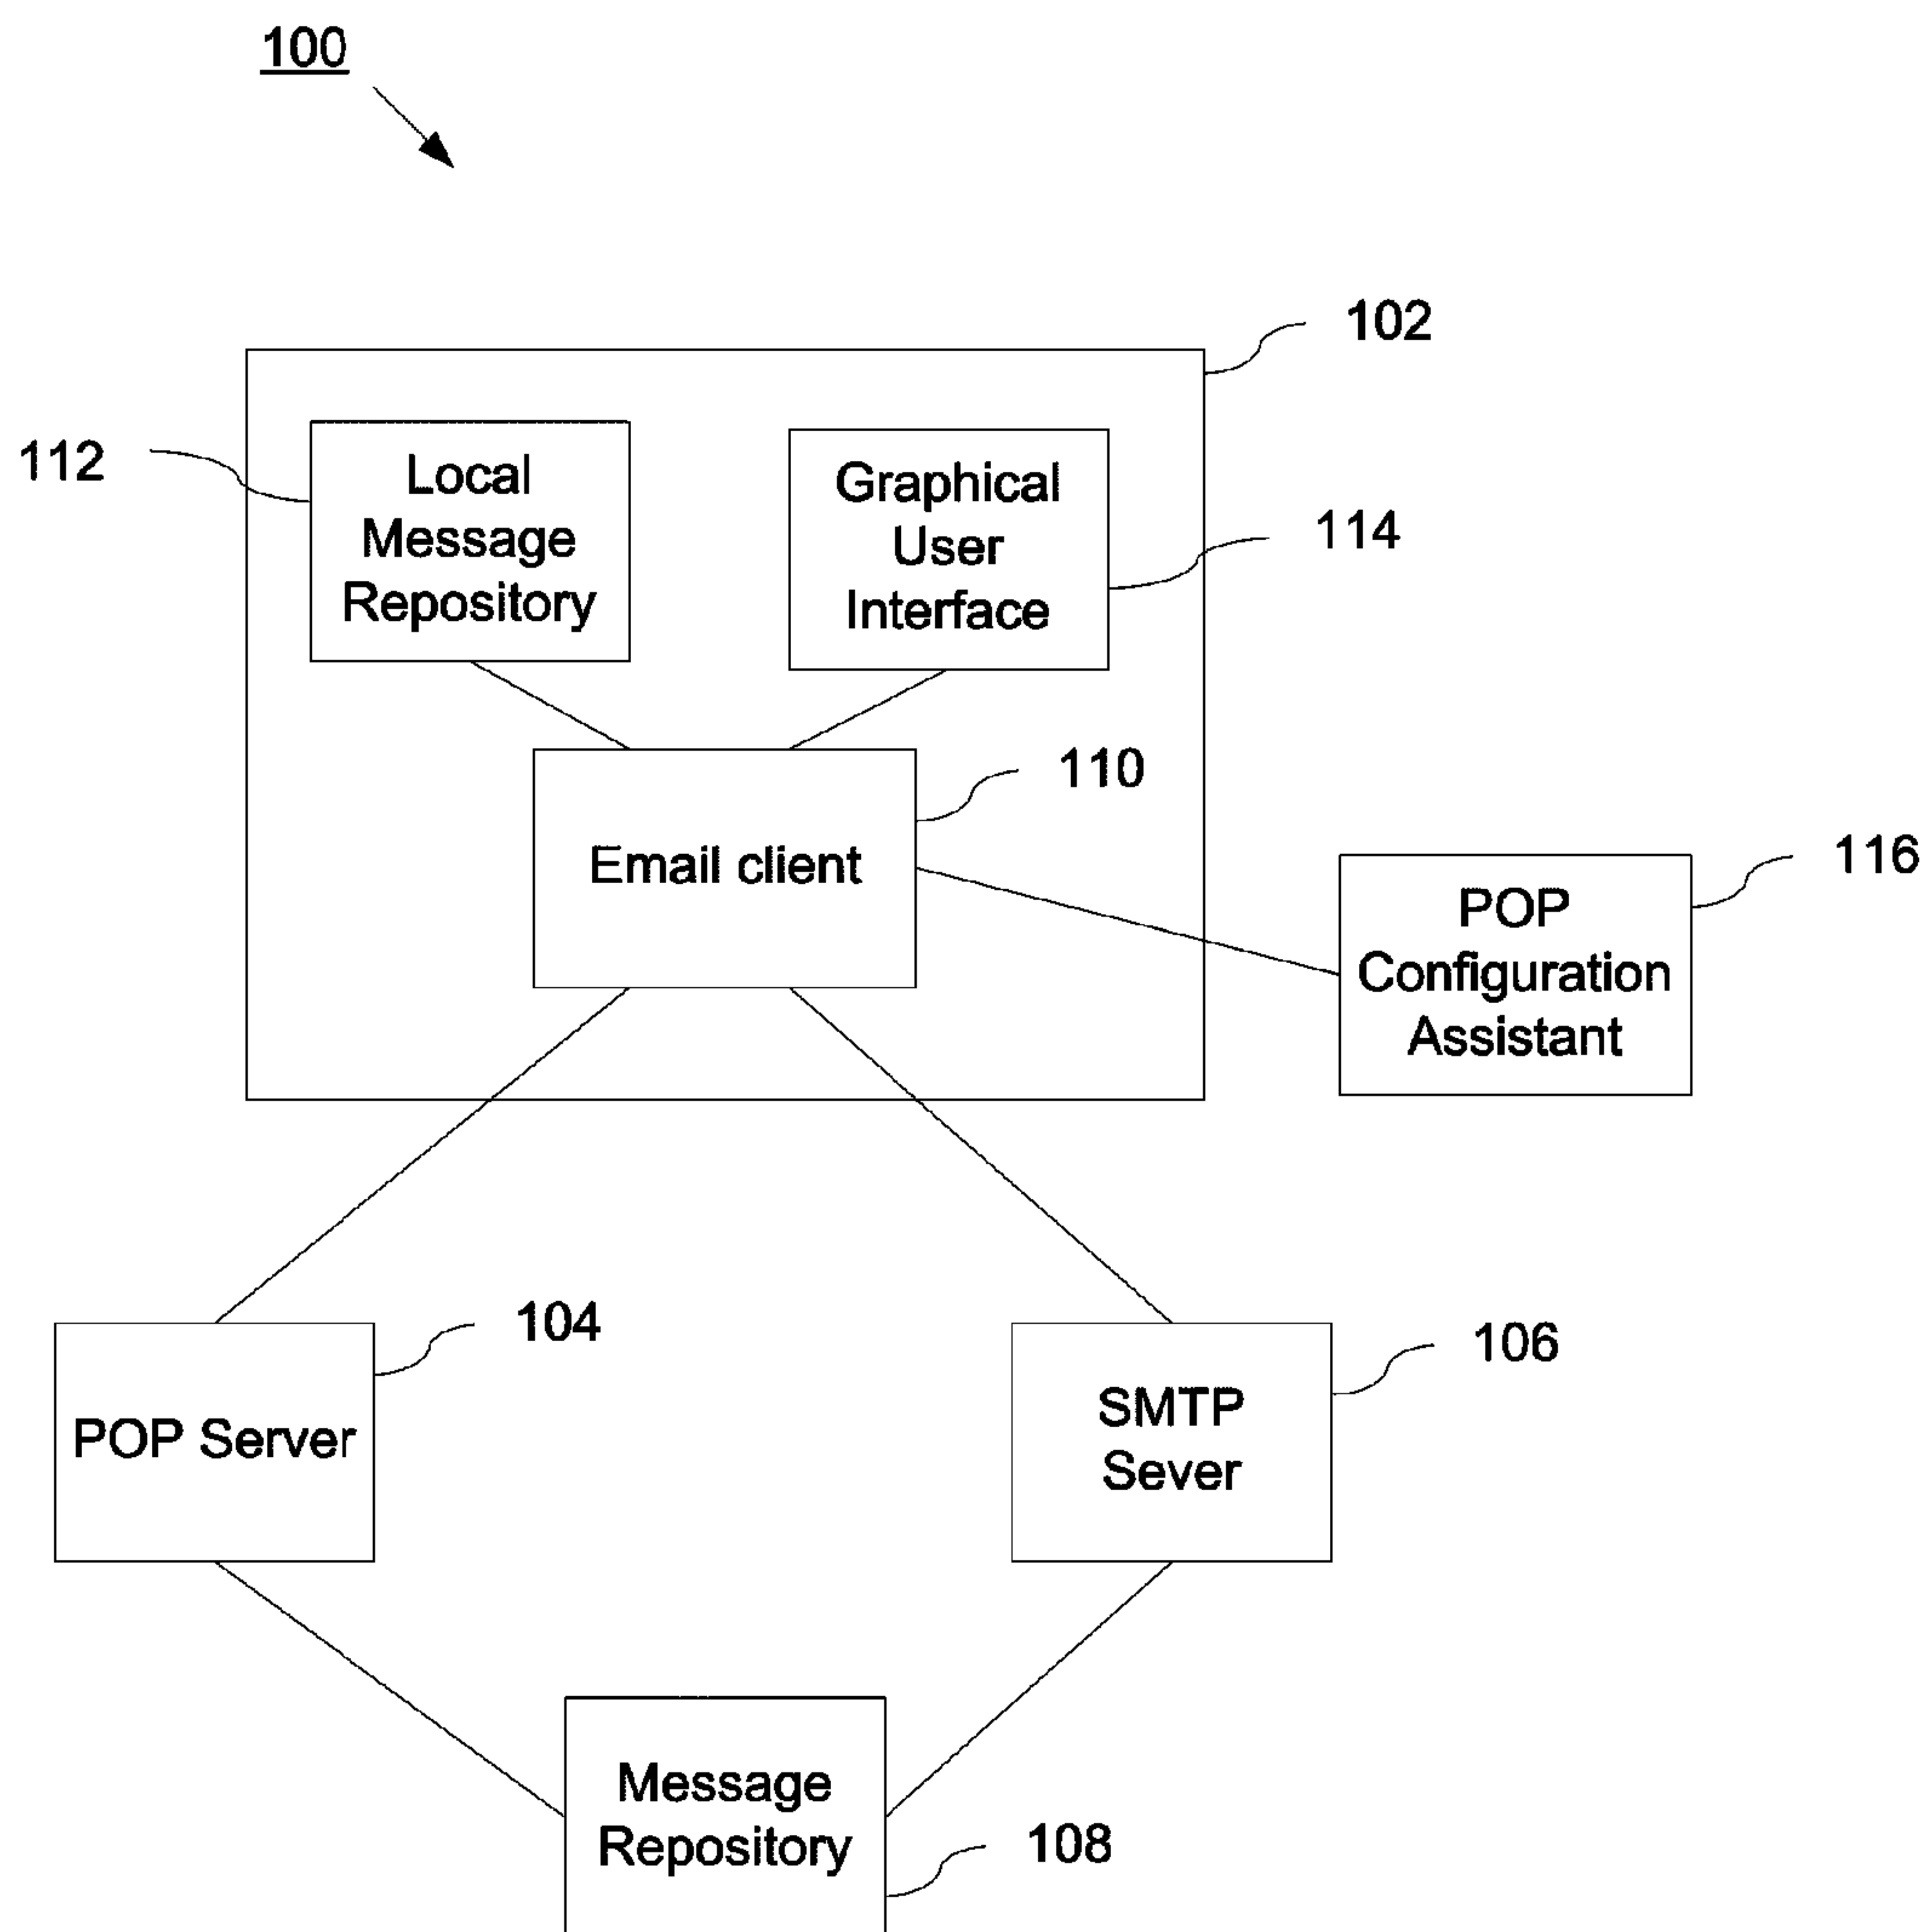 100
102
112
Local
Message
Repository
Graphical
User
Interface
114
110
Email client
116
POP
Configuration
Assistant
104
POP Server
106
SMTP
Sever
Message
Repository
108